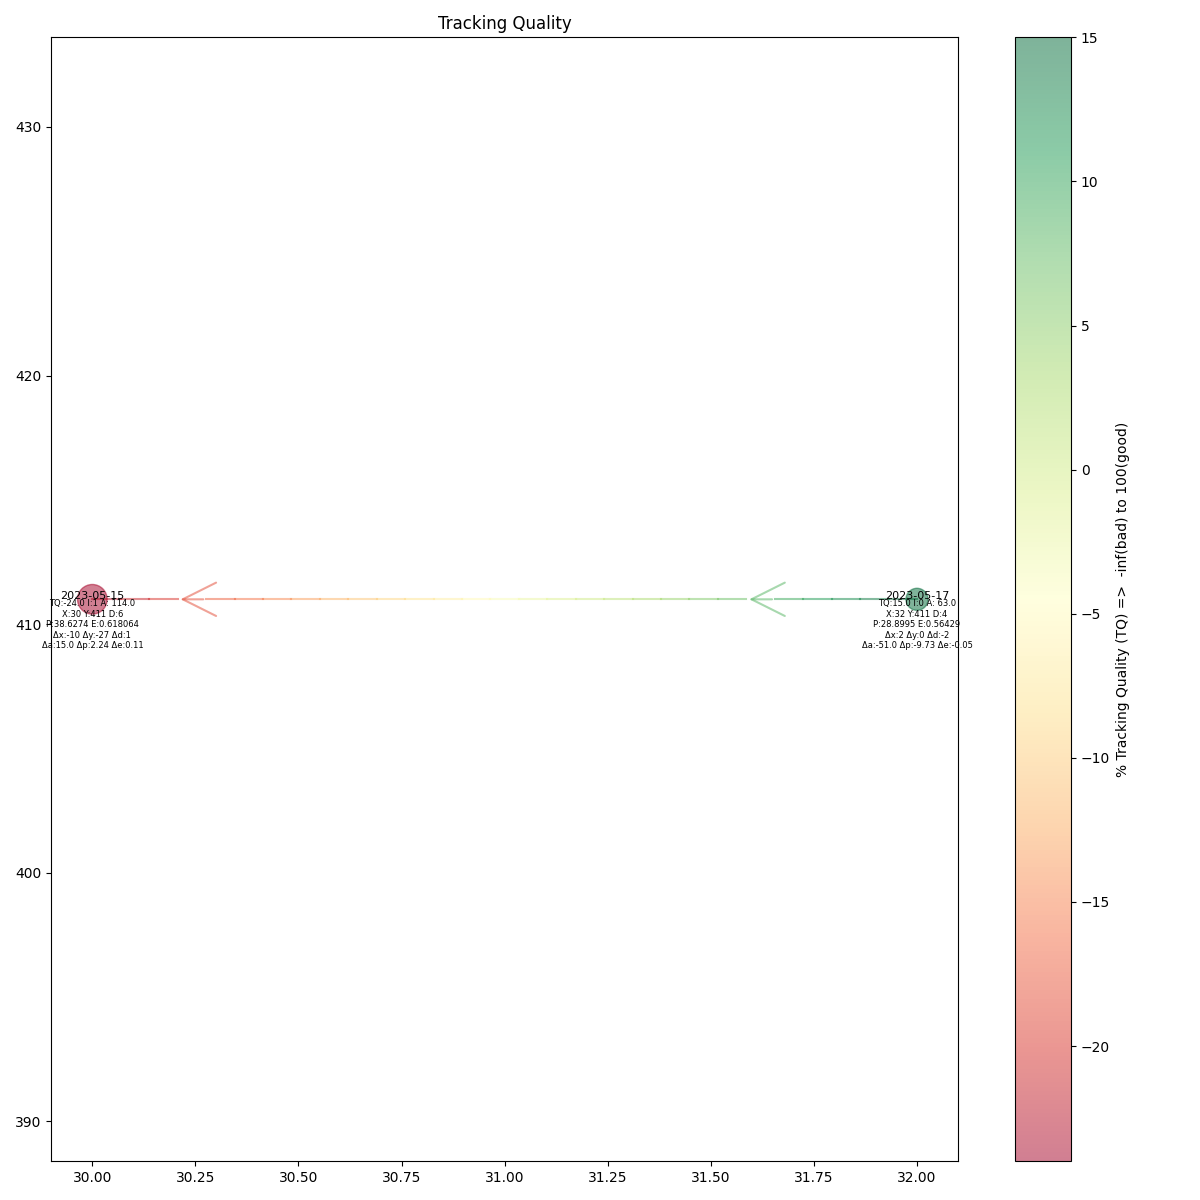 Tracking Quality
430
420
410
400
390
2023-05-15
TQ:-24.0 I:1 A: 114.0
X:30 Y:411 D:6
P:38.6274 E:0.618064
Δx:-10 Δy:-27 Δd:1
Δa:15.0 Δp:2.24 Δe:0.11
2023-05-17
TQ:15.0 I:0 A: 63.0
X:32 Y:411 D:4
P:28.8995 E:0.56429
Δx:2 Δy:0 Δd:-2
Δa:-51.0 Δp:-9.73 Δe:-0.05
30.00 30.25 30.50 30.75 31.00 31.25 31.50 31.75 32.00
15
10
5
0
−5
−10
−15
−20
% Tracking Quality (TQ) => -inf(bad) to 100(good)